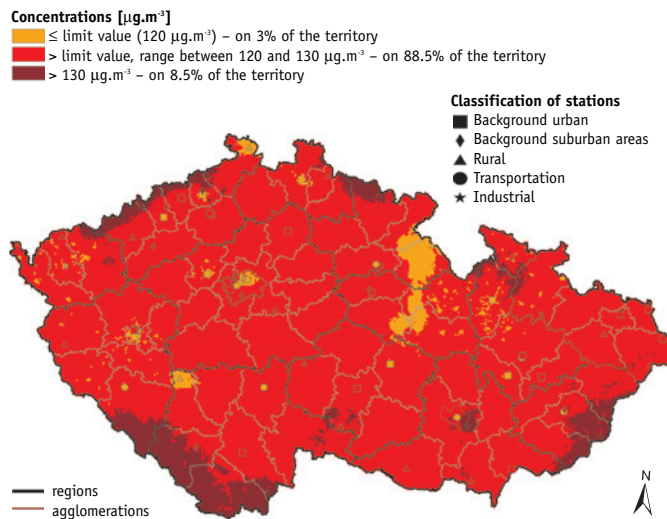 Concentrations [µg.m⁻³]
≤ limit value (120 µg.m⁻³) – on 3% of the territory
> limit value, range between 120 and 130 µg.m⁻³ – on 88.5% of the territory
> 130 µg.m⁻³ – on 8.5% of the territory
Classification of stations
Background urban
Background suburban areas
Rural
Transportation
Industrial
regions
agglomerations
N